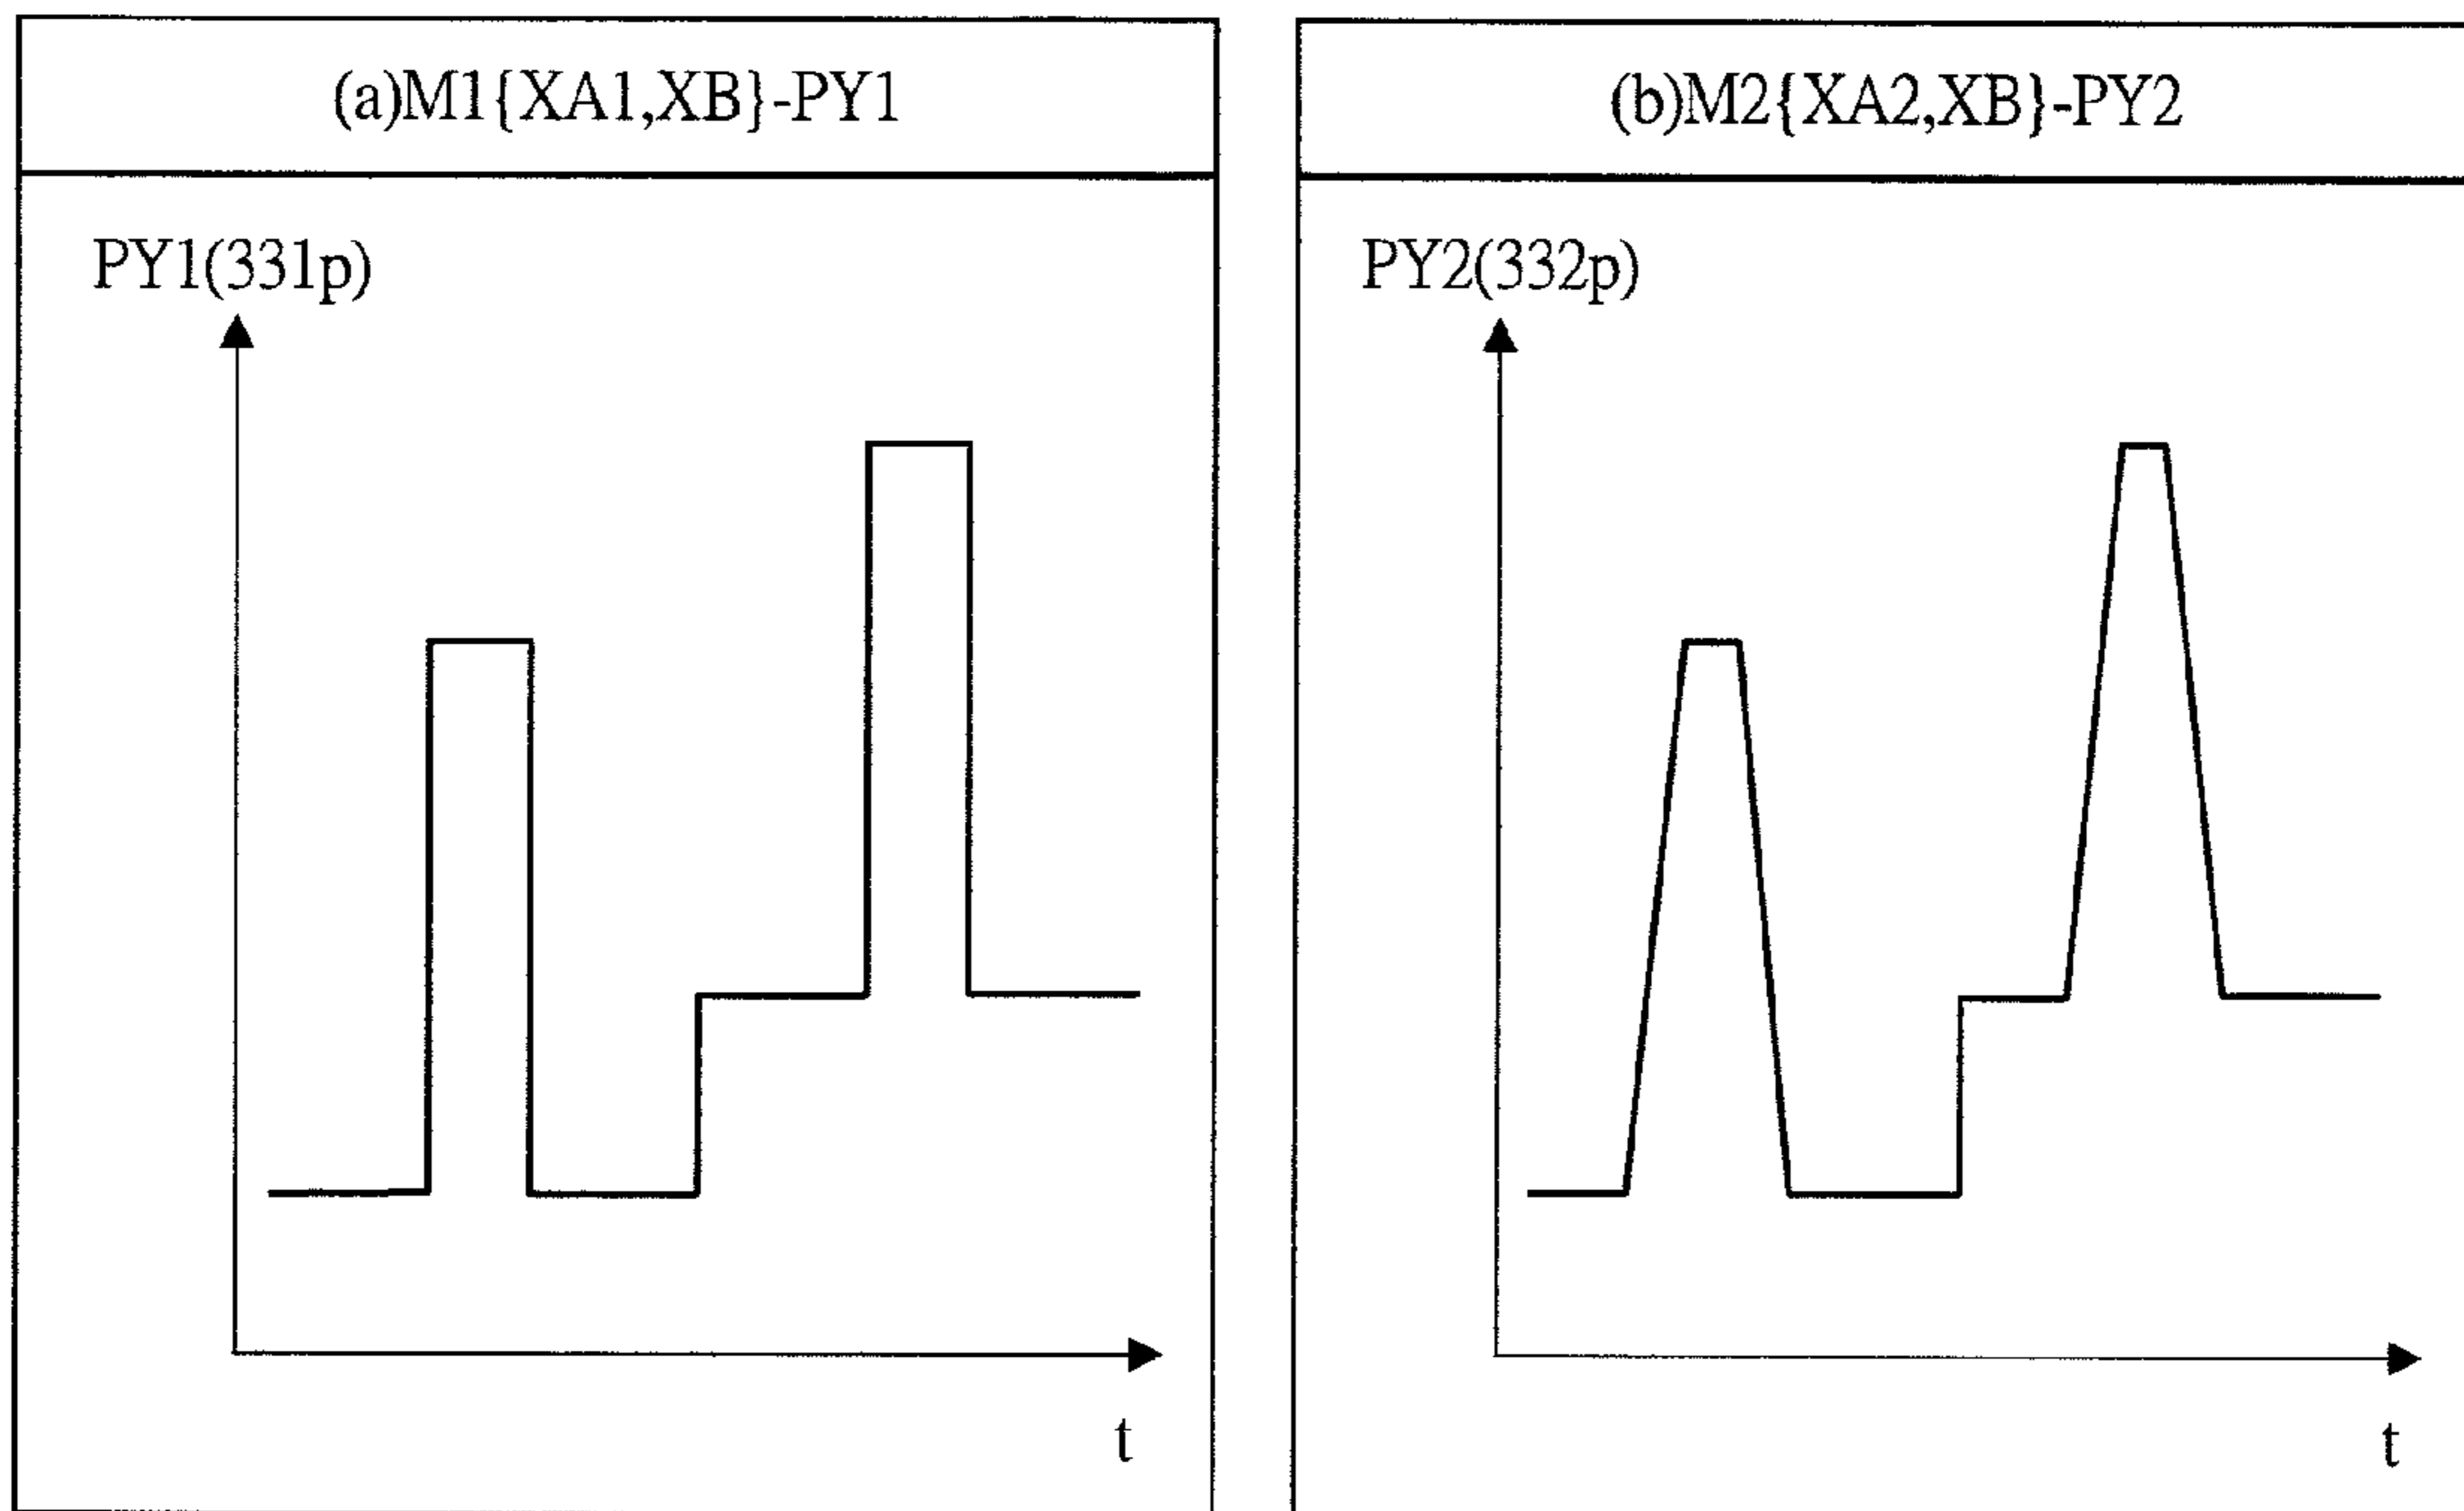 (a)M1{XA1,XB}-PY1
PY1(331p)
t
(b)M2{XA2,XB}-PY2
PY2(332p)
t